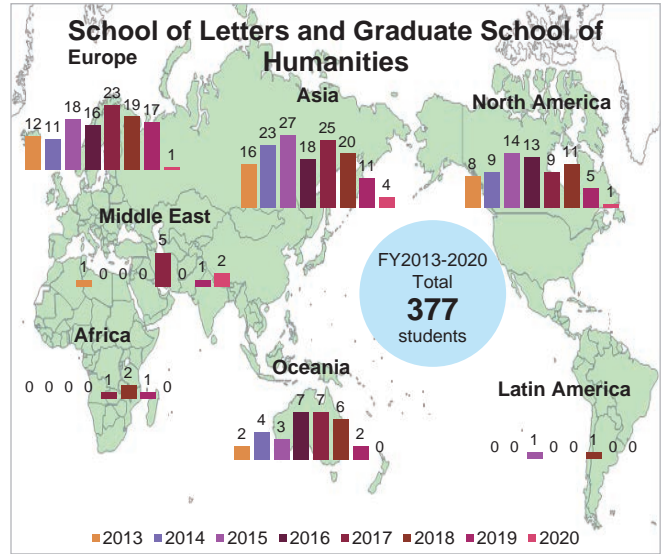 School of Letters and Graduate School of
Humanities
Europe
12 11 18 16 23 19 17 1
Asia
16 23 27 18 25 20 11 4
North America
8 9 14 13 9 11 5 1
Middle East
1 0 0 0 5 0 1 2
FY2013-2020
Total
377
students
Africa
0 0 0 0 1 2 1 0
Oceania
2 4 3 7 7 6 2 0
Latin America
0 0 1 0 0 1 0 0
2013 2014 2015 2016 2017 2018 2019 2020